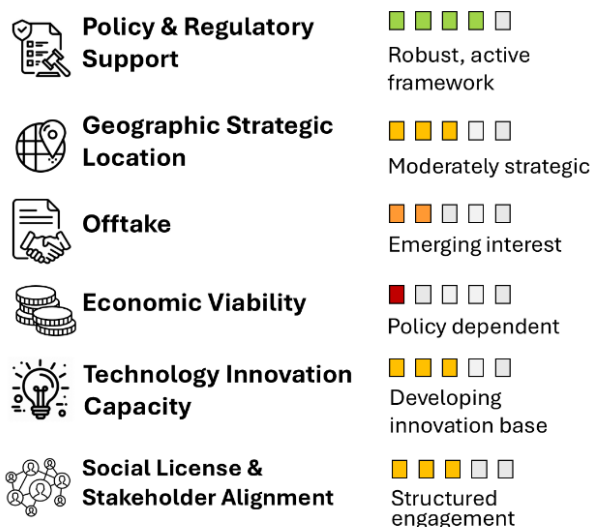 Policy & Regulatory
Support
Robust, active
framework
Geographic Strategic
Location
Moderately strategic
Offtake
Emerging interest
Economic Viability
Policy dependent
Technology Innovation
Capacity
Developing
innovation base
Social License &
Stakeholder Alignment
Structured
engagement